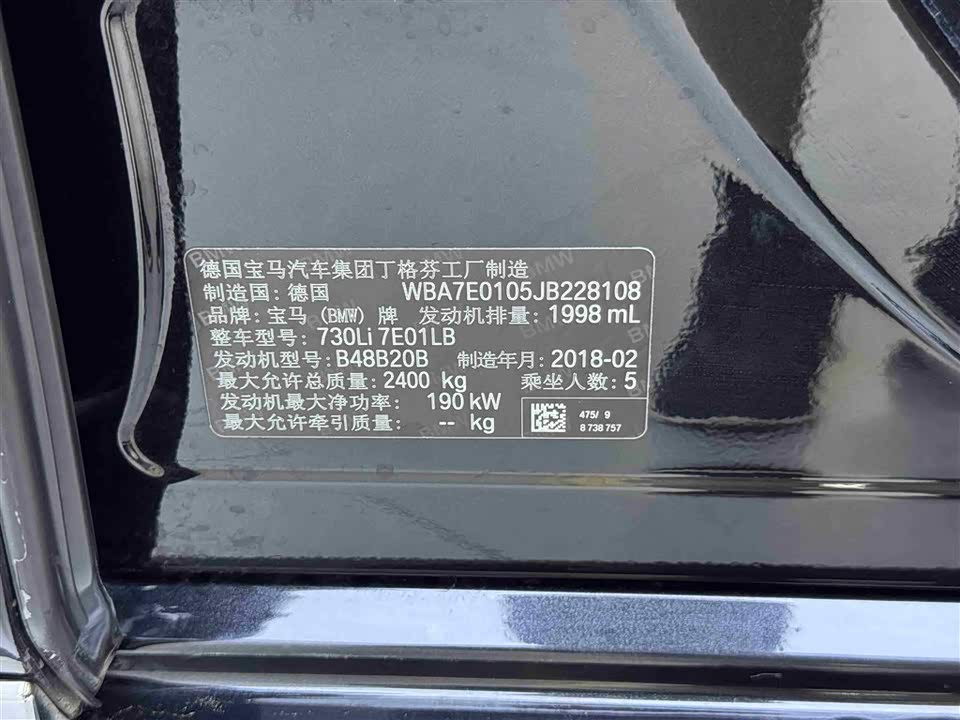 德国宝马汽车集团丁格芬工厂制造
制造国: 德国 WBA7E0105JB228108
品牌: 宝马 (BMW) 牌 发动机排量: 1998 mL
整车型号: 730Li 7E01LB
发动机型号: B48B20B 制造年月: 2018-02
最大允许总质量: 2400 kg 乘坐人数: 5
发动机最大净功率: 190 kW
最大允许牵引质量: -- kg
475/ 9
8 738 757